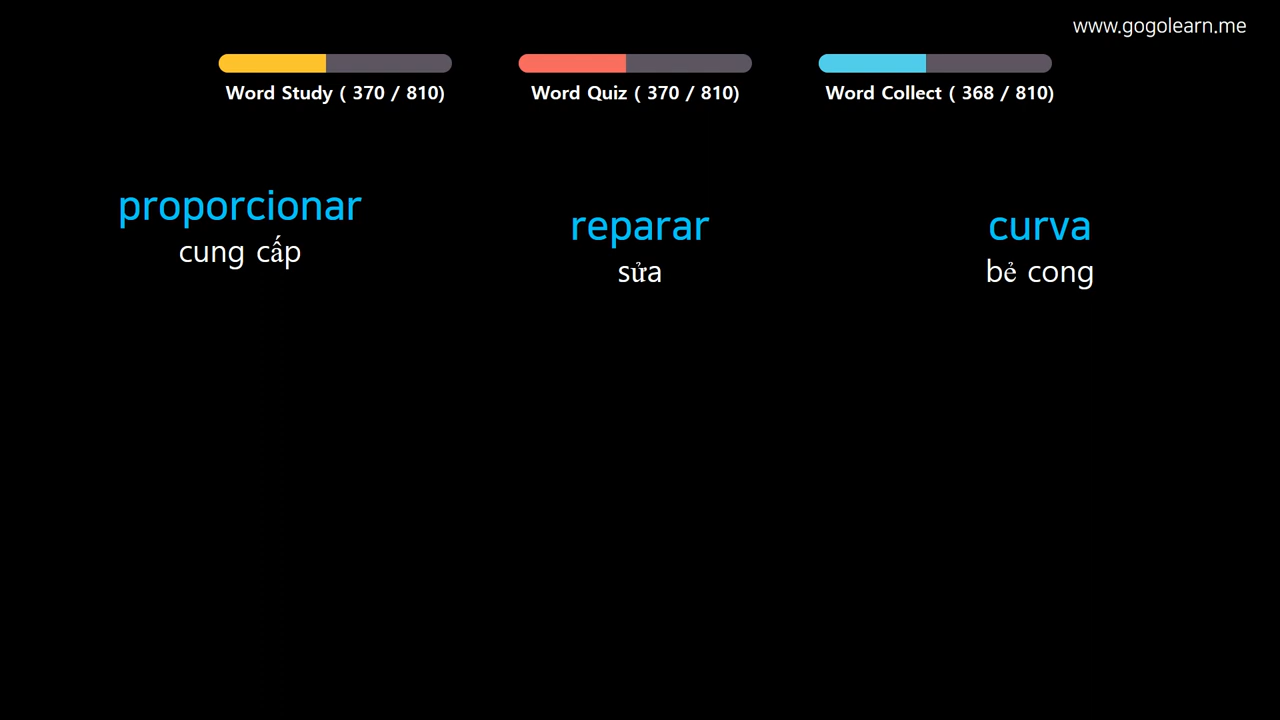 www.gogolearn.me
Word Study ( 370 / 810)
Word Quiz ( 370 / 810)
Word Collect ( 368 / 810)
proporcionar
cung cấp
reparar
sửa
curva
bẻ cong